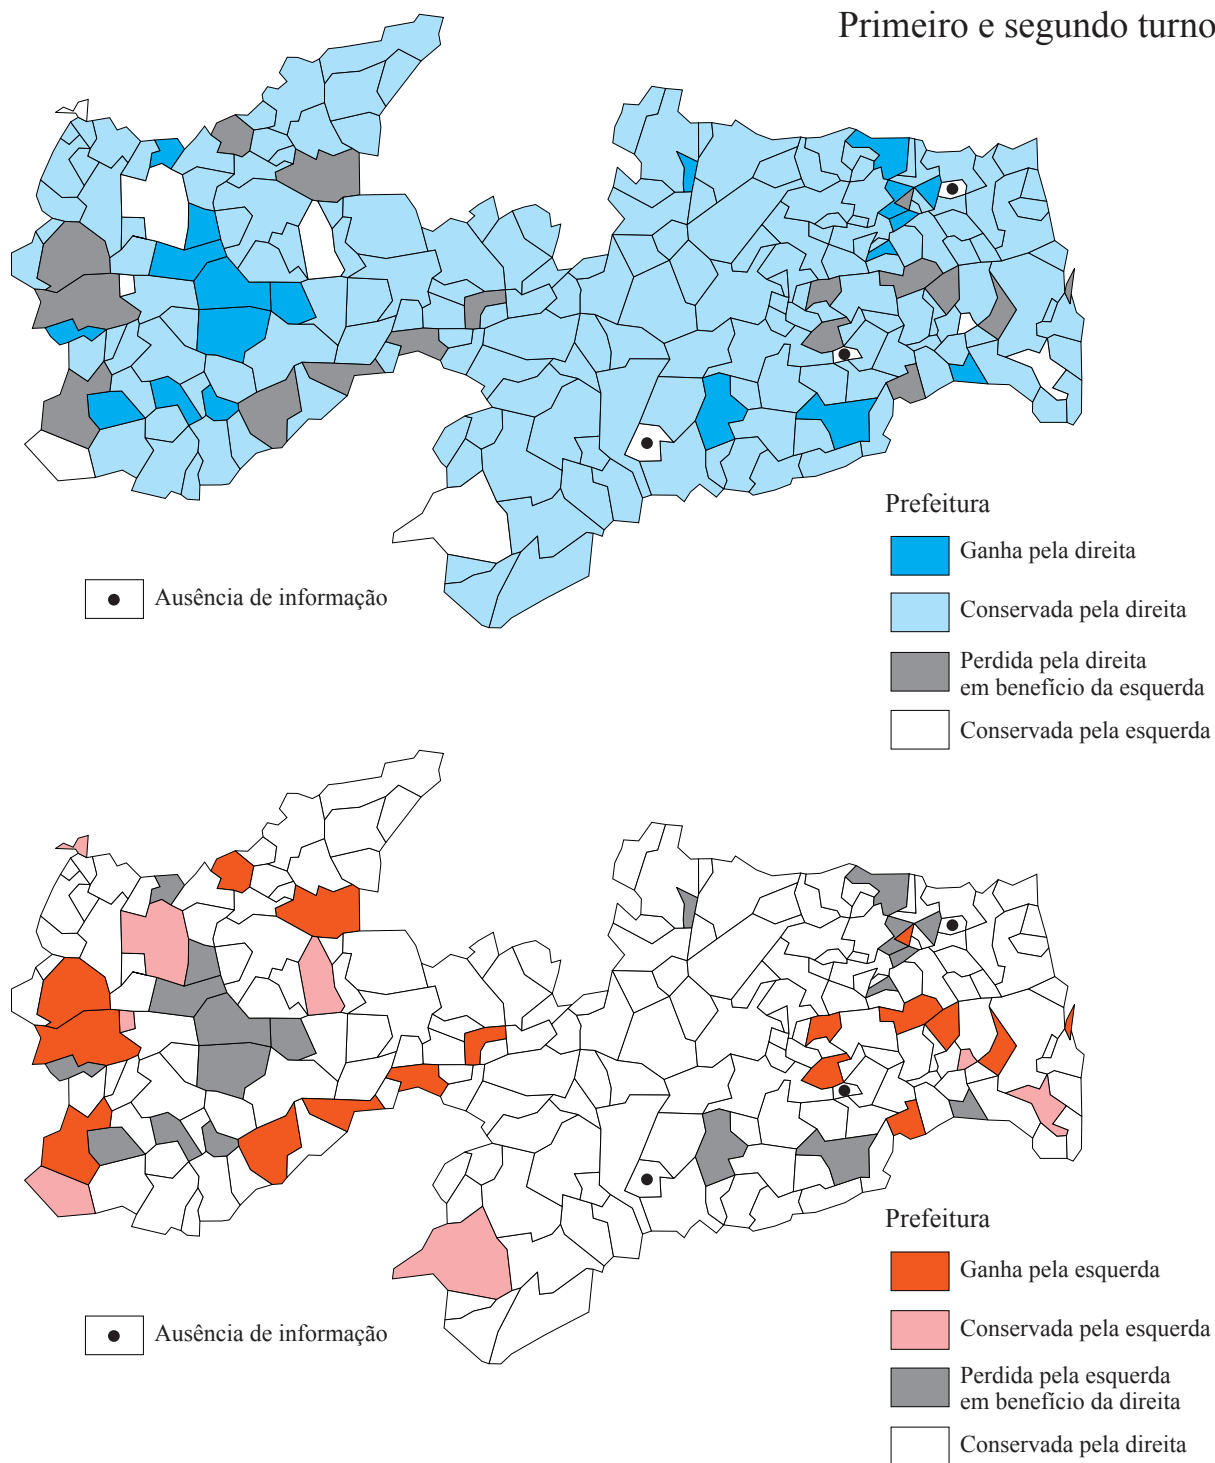 Primeiro e segundo turno
Prefeitura
Ganha pela direita
Ausência de informação
Conservada pela direita
Perdida pela direita
em benefício da esquerda
Conservada pela esquerda
Prefeitura
Ganha pela esquerda
Ausência de informação
Conservada pela esquerda
Perdida pela esquerda
em benefício da direita
Conservada pela direita